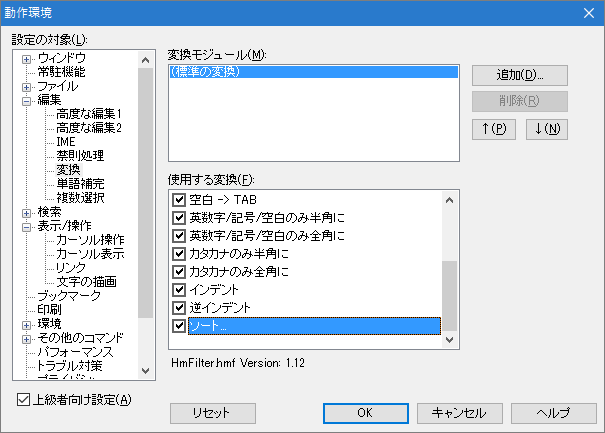 動作環境
設定の対象(L):
ウィンドウ
常駐機能
ファイル
編集
高度な編集1
高度な編集2
IME
禁則処理
変換
単語補完
複数選択
検索
表示/操作
カーソル操作
カーソル表示
リンク
文字の描画
ブックマーク
印刷
環境
その他のコマンド
パフォーマンス
トラブル対策
上級者向け設定(A)
変換モジュール(M):
(標準の変換)
追加(D)...
削除(R)
↑(P)
↓(N)
使用する変換(F):
空白 -> TAB
英数字/記号/空白のみ半角に
英数字/記号/空白のみ全角に
カタカナのみ半角に
カタカナのみ全角に
インデント
逆インデント
ソート...
HmFilter.hmf Version: 1.12
リセット
OK
キャンセル
ヘルプ